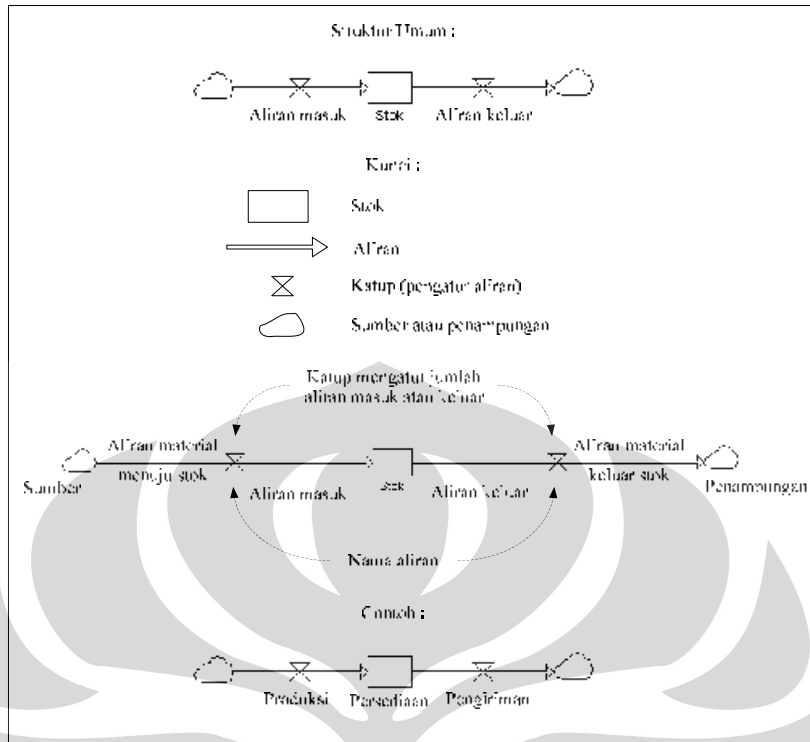 Struktur Umum :
Aliran masuk Stok Aliran keluar
Kunci :
Stok
Aliran
Katup (pengatur aliran)
Sumber atau penampungan
Katup mengatur jumlah
aliran masuk atau keluar
Aliran material
menuju stok
Aliran material
keluar stok
Sumber
Aliran masuk
Stok
Aliran keluar
Penampungan
Nama aliran
Contoh :
Produksi Persediaan Pengiriman